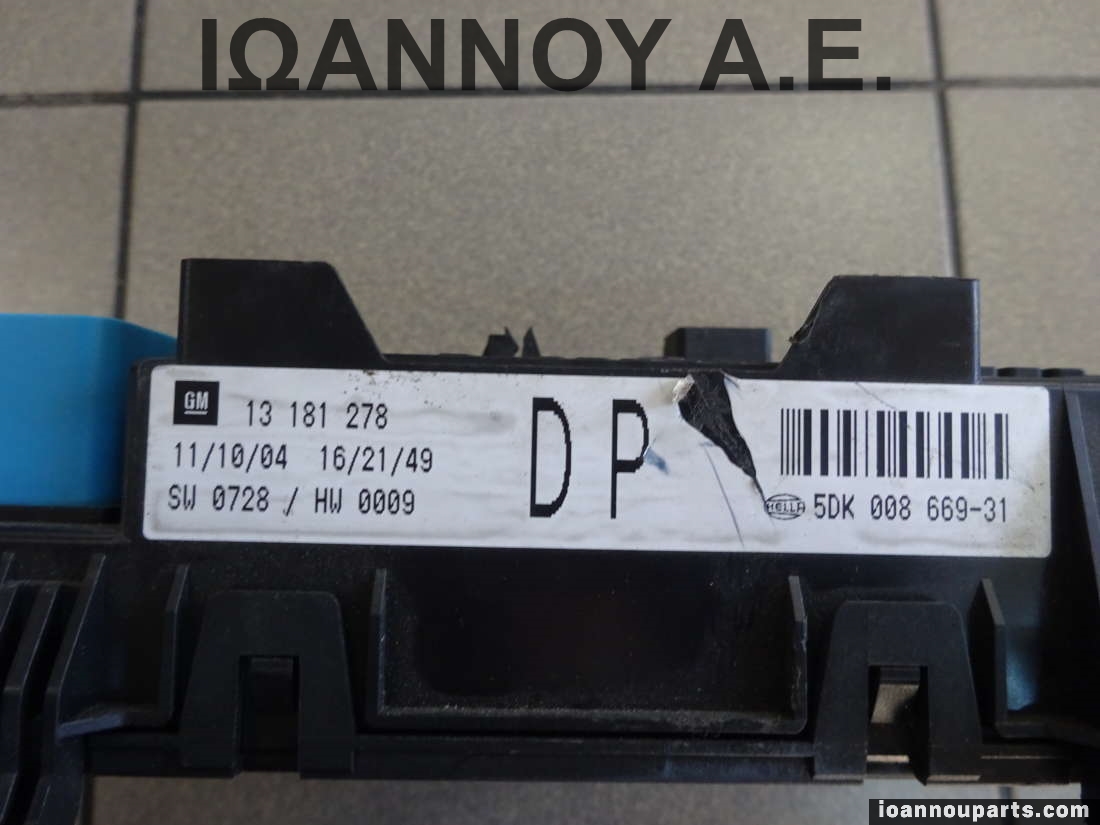 ΙΩΑΝΝΟΥ Α.Ε.
GM 13 181 278
11/10/04 16/21/49
SW 0728 / HW 0009
DP
HELLA 5DK 008 669-31
ioannouparts.com